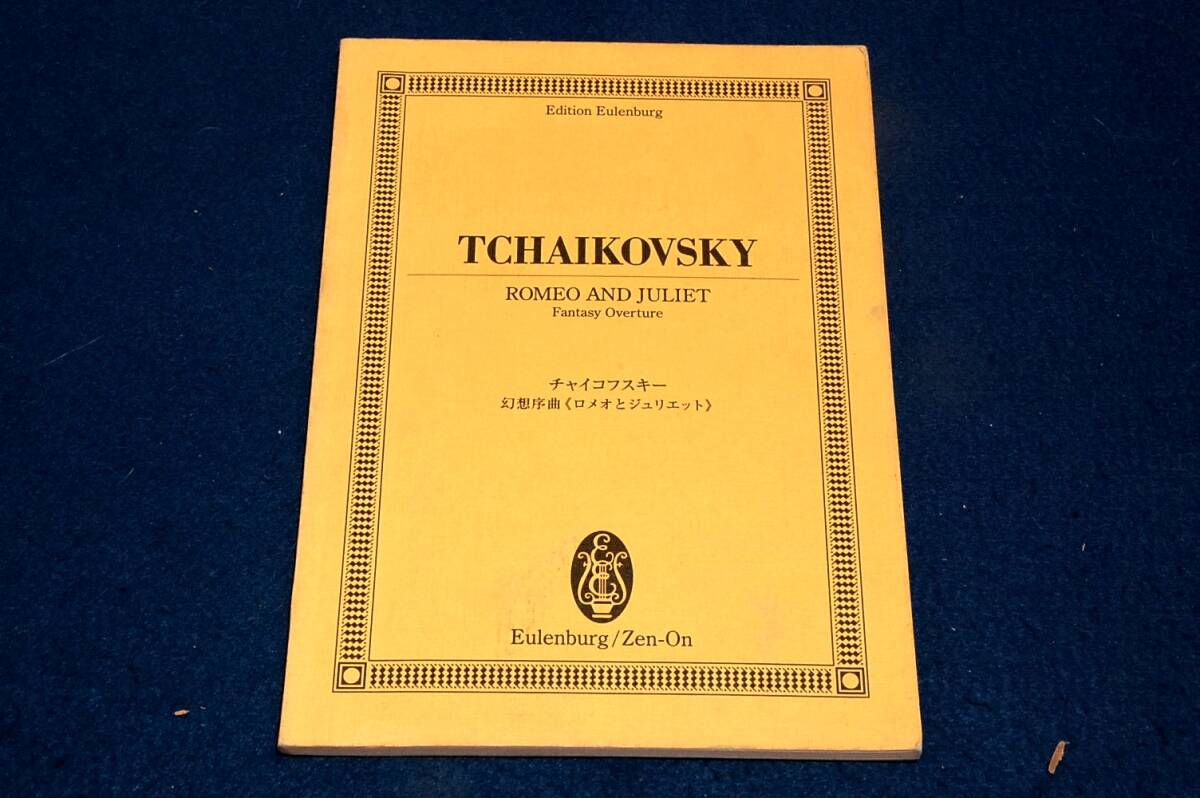 Edition Eulenburg
TCHAIKOVSKY
ROMEO AND JULIET
Fantasy Overture
チャイコフスキー
幻想序曲《ロメオとジュリエット》
Eulenburg/Zen-On